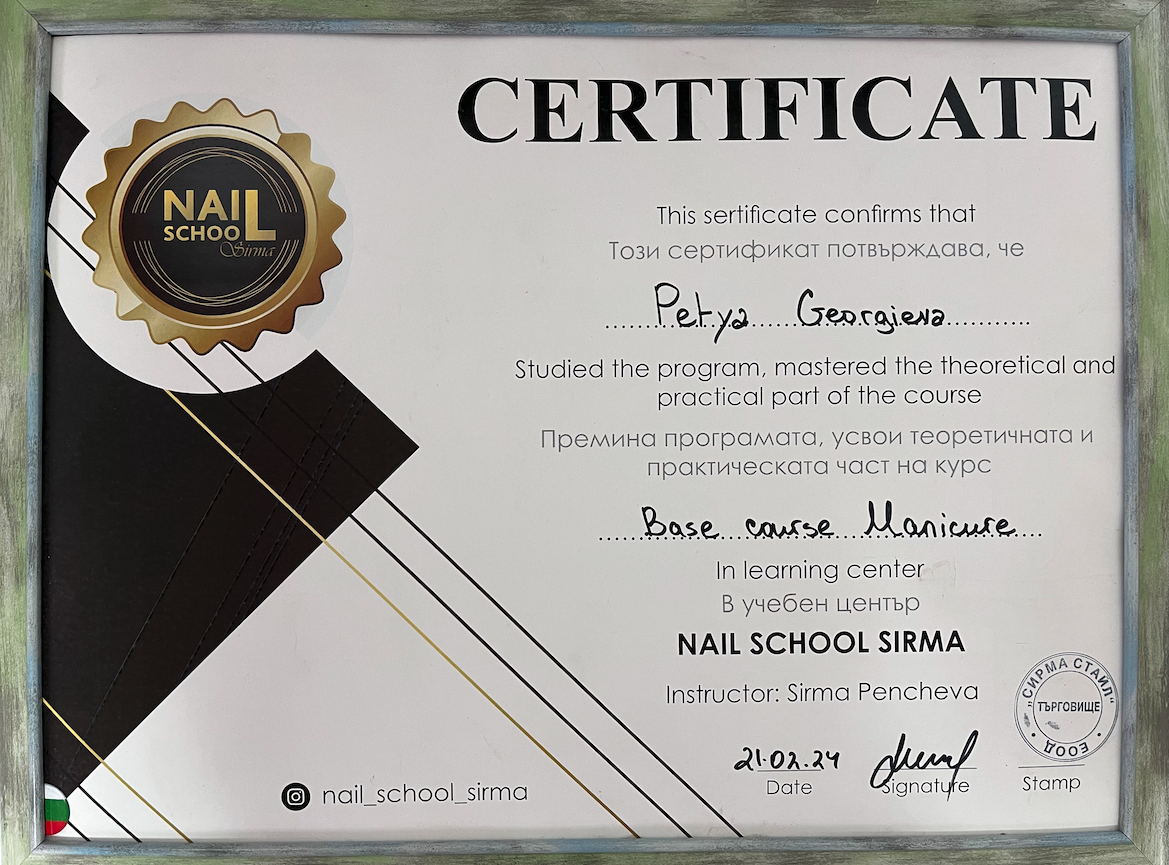 CERTIFICATE
NAIL
SCHOOL
Sirma
This sertificate confirms that
Този сертификат потвърждава, че
Petya Georgieva
Studied the program, mastered the theoretical and
practical part of the course
Премина програмата, усвои теоретичната и
практическата част на курс
Base course Manicure
In learning center
В учебен център
NAIL SCHOOL SIRMA
Instructor: Sirma Pencheva
„СИРМА СТАИЛ“
ТЪРГОВИЩЕ
ЕООД
21.02.24
Date
Signature
Stamp
nail_school_sirma